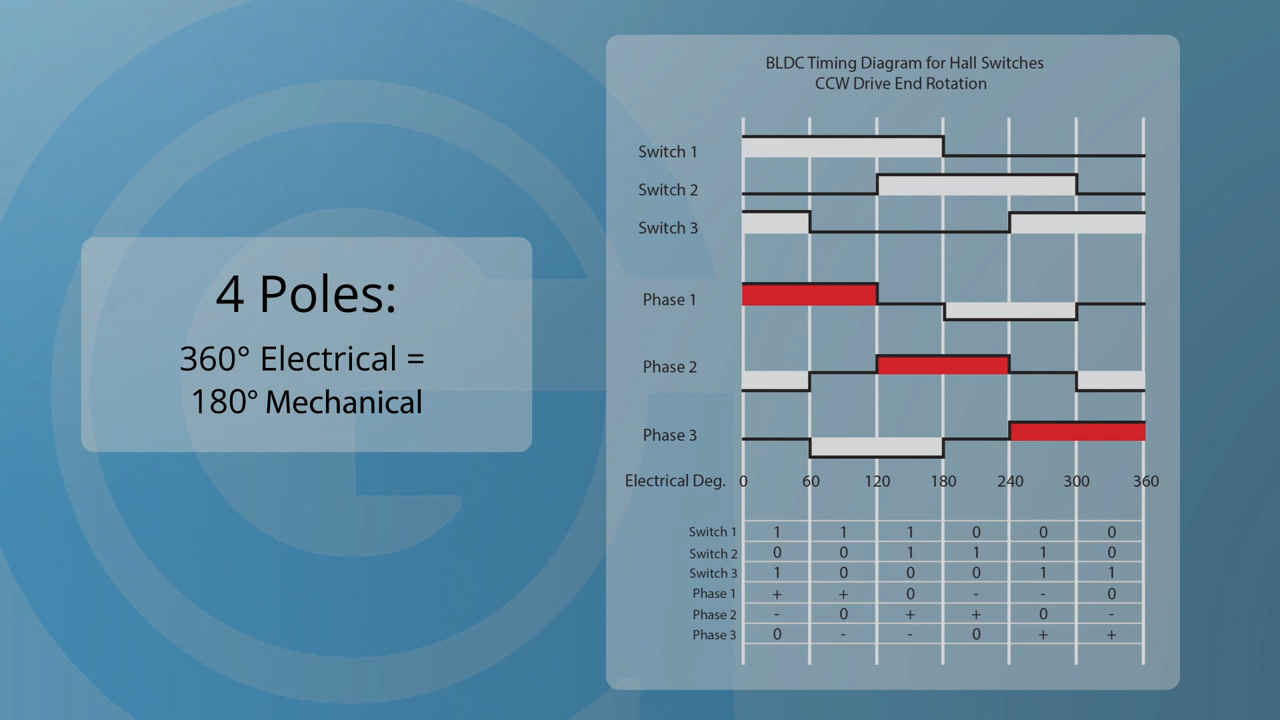 4 Poles:
360° Electrical =
180° Mechanical
BLDC Timing Diagram for Hall Switches
CCW Drive End Rotation
Switch 1
Switch 2
Switch 3
Phase 1
Phase 2
Phase 3
Electrical Deg. 0 60 120 180 240 300 360
Switch 1 1 1 1 0 0 0
Switch 2 0 0 1 1 1 0
Switch 3 1 0 0 0 1 1
Phase 1 + + 0 - - 0
Phase 2 - 0 + + 0 -
Phase 3 0 - - 0 + +